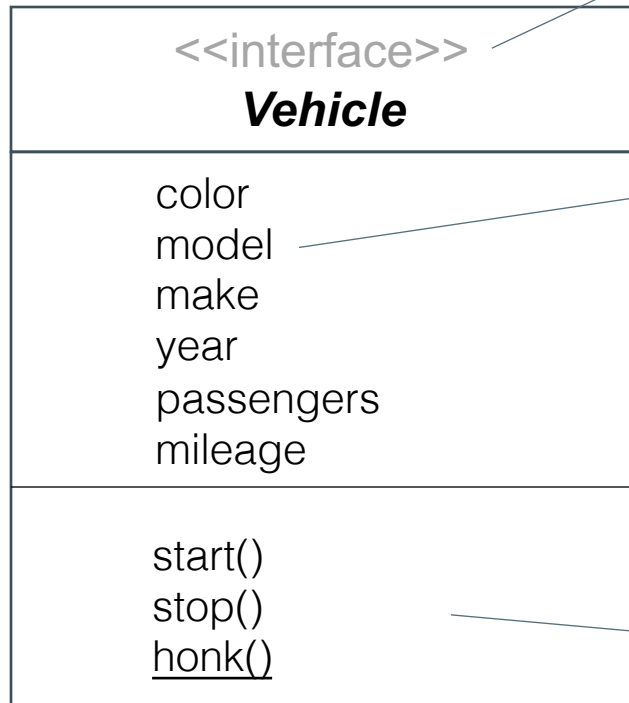 <<interface>>
Vehicle
color
model
make
year
passengers
mileage
start()
stop()
honk()